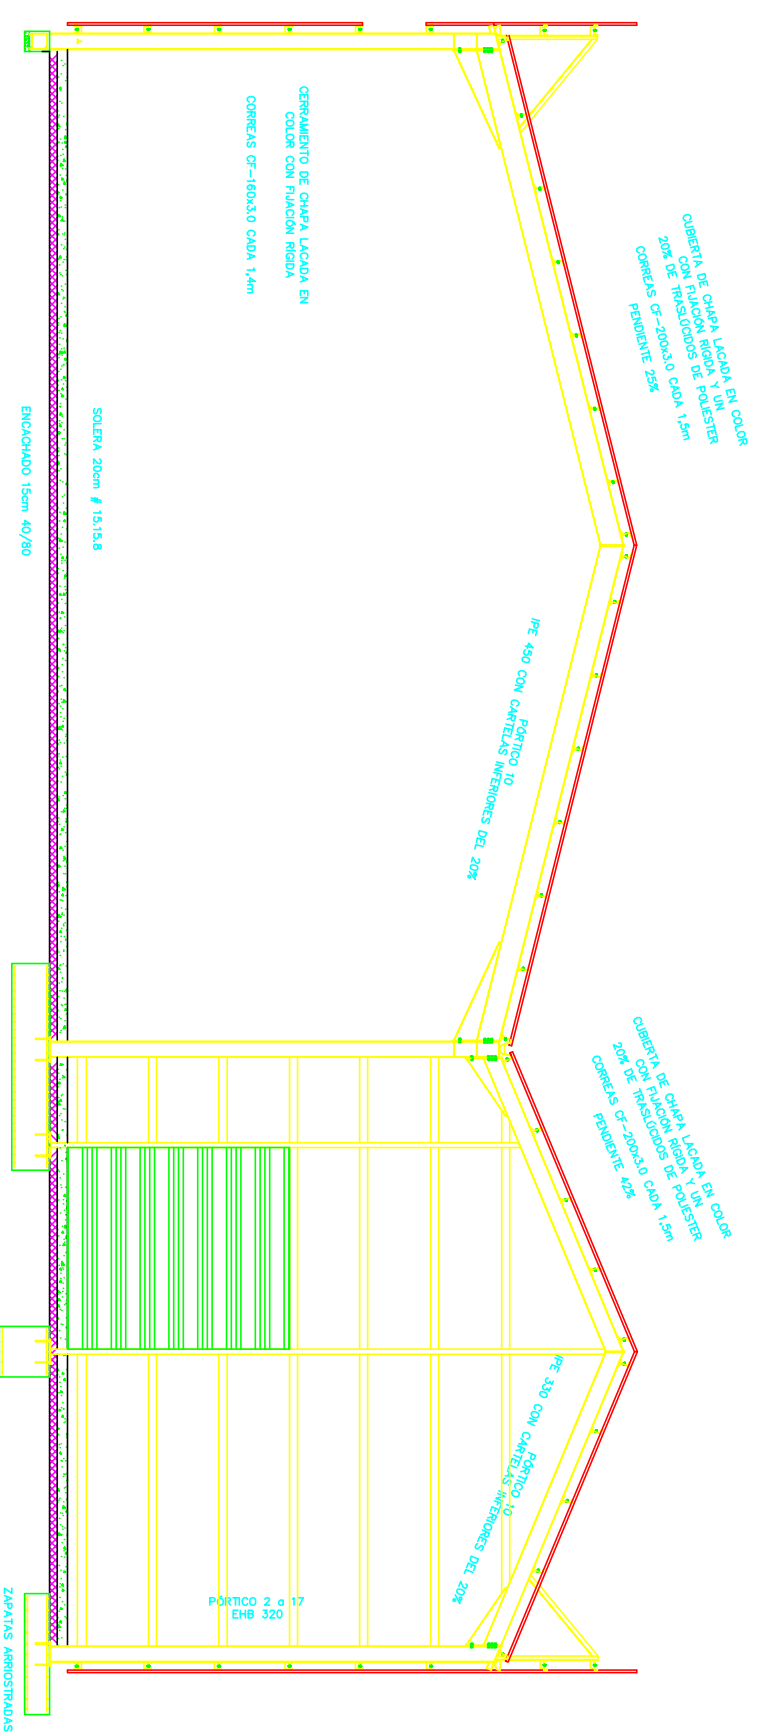 CUBIERTA DE CHAPA LACADA EN COLOR
CON FIJACIÓN RÍGIDA Y UN
20% DE TRASLÚCIDOS DE POLIESTER
CORREAS CF-200x3.0 CADA 1,5m
PENDIENTE 25%
CERRAMIENTO DE CHAPA LACADA EN
COLOR CON FIJACIÓN RÍGIDA
CORREAS CF-160x3.0 CADA 1,4m
SOLERA 20cm # 15.15.8
ENCACHADO 15cm 40/80
PÓRTICO 10
IPE 450 CON CARTELAS INFERIORES DEL 20%
CUBIERTA DE CHAPA LACADA EN COLOR
CON FIJACIÓN RÍGIDA Y UN
20% DE TRASLÚCIDOS DE POLIESTER
CORREAS CF-200x3.0 CADA 1,5m
PENDIENTE 42%
PÓRTICO 10
IPE 330 CON CARTELAS INFERIORES DEL 20%
PÓRTICO 2 a 17
EHB 320
ZAPATAS ARRIOSTRADAS